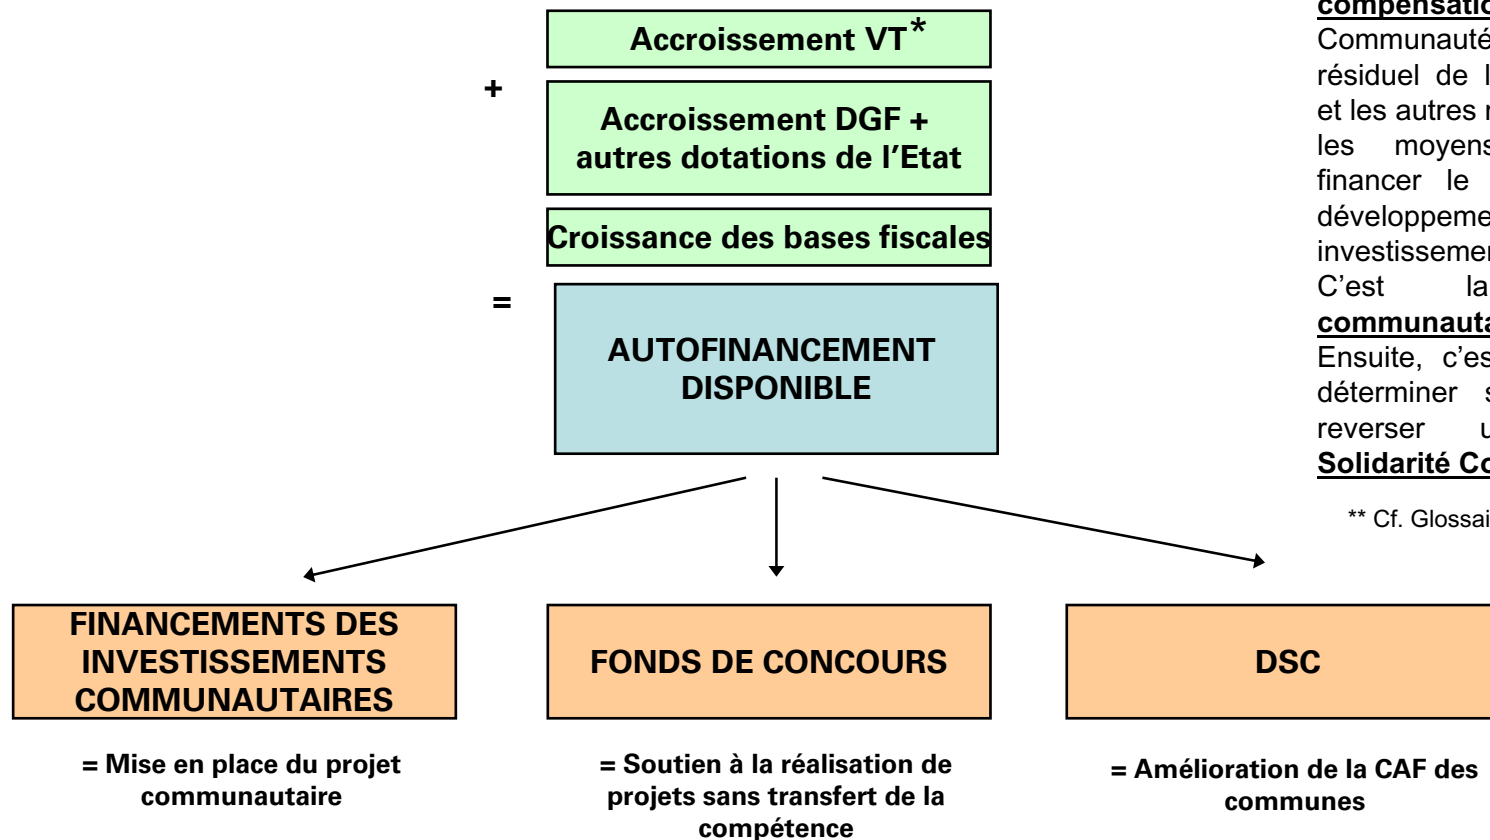 +
Accroissement VT*
Accroissement DGF +
autres dotations de l'Etat
Croissance des bases fiscales
=
AUTOFINANCEMENT
DISPONIBLE
FINANCEMENTS DES
INVESTISSEMENTS
COMMUNAUTAIRES
= Mise en place du projet
communautaire
FONDS DE CONCOURS
= Soutien à la réalisation de
projets sans transfert de la
compétence
DSC
= Amélioration de la CAF des
communes
Communauté
résiduel de
et les autres
les moyens
financer le
C'est la
Ensuite, c'es
déterminer
reverser
Solidarité
** Cf.